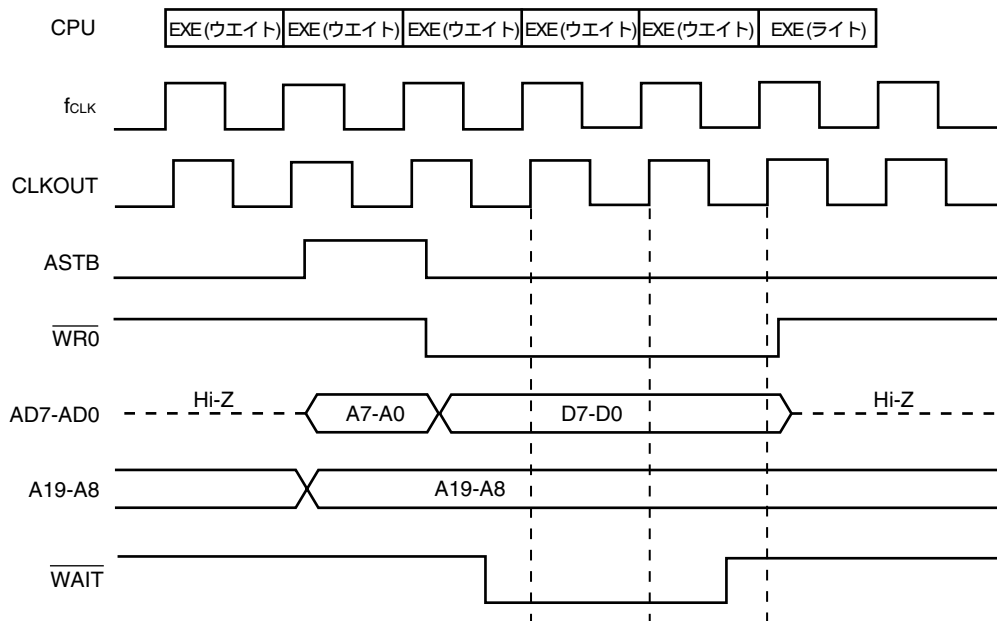 CPU EXE(ウエイト) EXE(ウエイト) EXE(ウエイト) EXE(ウエイト) EXE(ウエイト) EXE(ライト)
fCLK
CLKOUT
ASTB
WR0
AD7-AD0 Hi-Z A7-A0 D7-D0 Hi-Z
A19-A8 A19-A8
WAIT